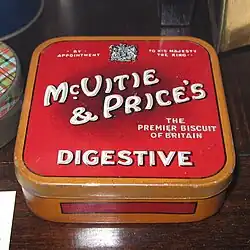 BY APPOINTMENT
TO HIS MAJESTY THE KING
McVITIE
& PRICE'S
THE
PREMIER BISCUIT
OF BRITAIN
DIGESTIVE